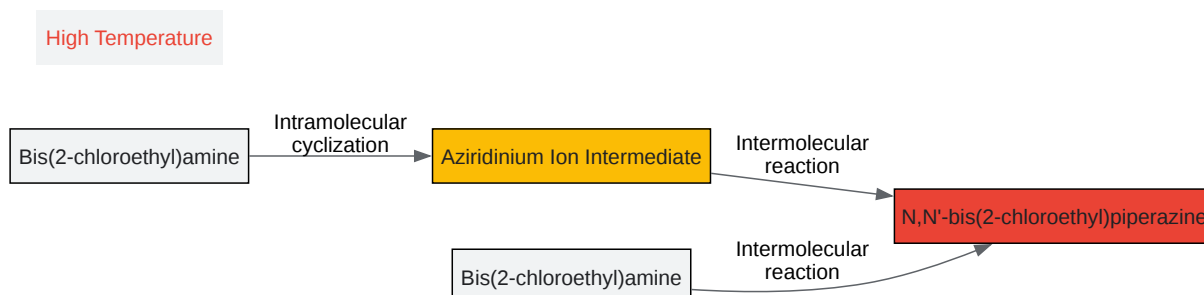 High Temperature
Bis(2-chloroethyl)amine
Intramolecular
cyclization
Aziridinium Ion Intermediate
Intermolecular
reaction
N,N'-bis(2-chloroethyl)piperazine
Bis(2-chloroethyl)amine
Intermolecular
reaction